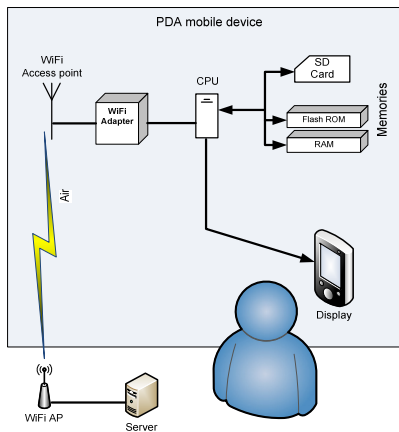 PDA mobile device
WiFi
Access point
CPU
SD
Card
WiFi
Adapter
Flash ROM
RAM
Memories
Air
Display
WiFi AP
Server